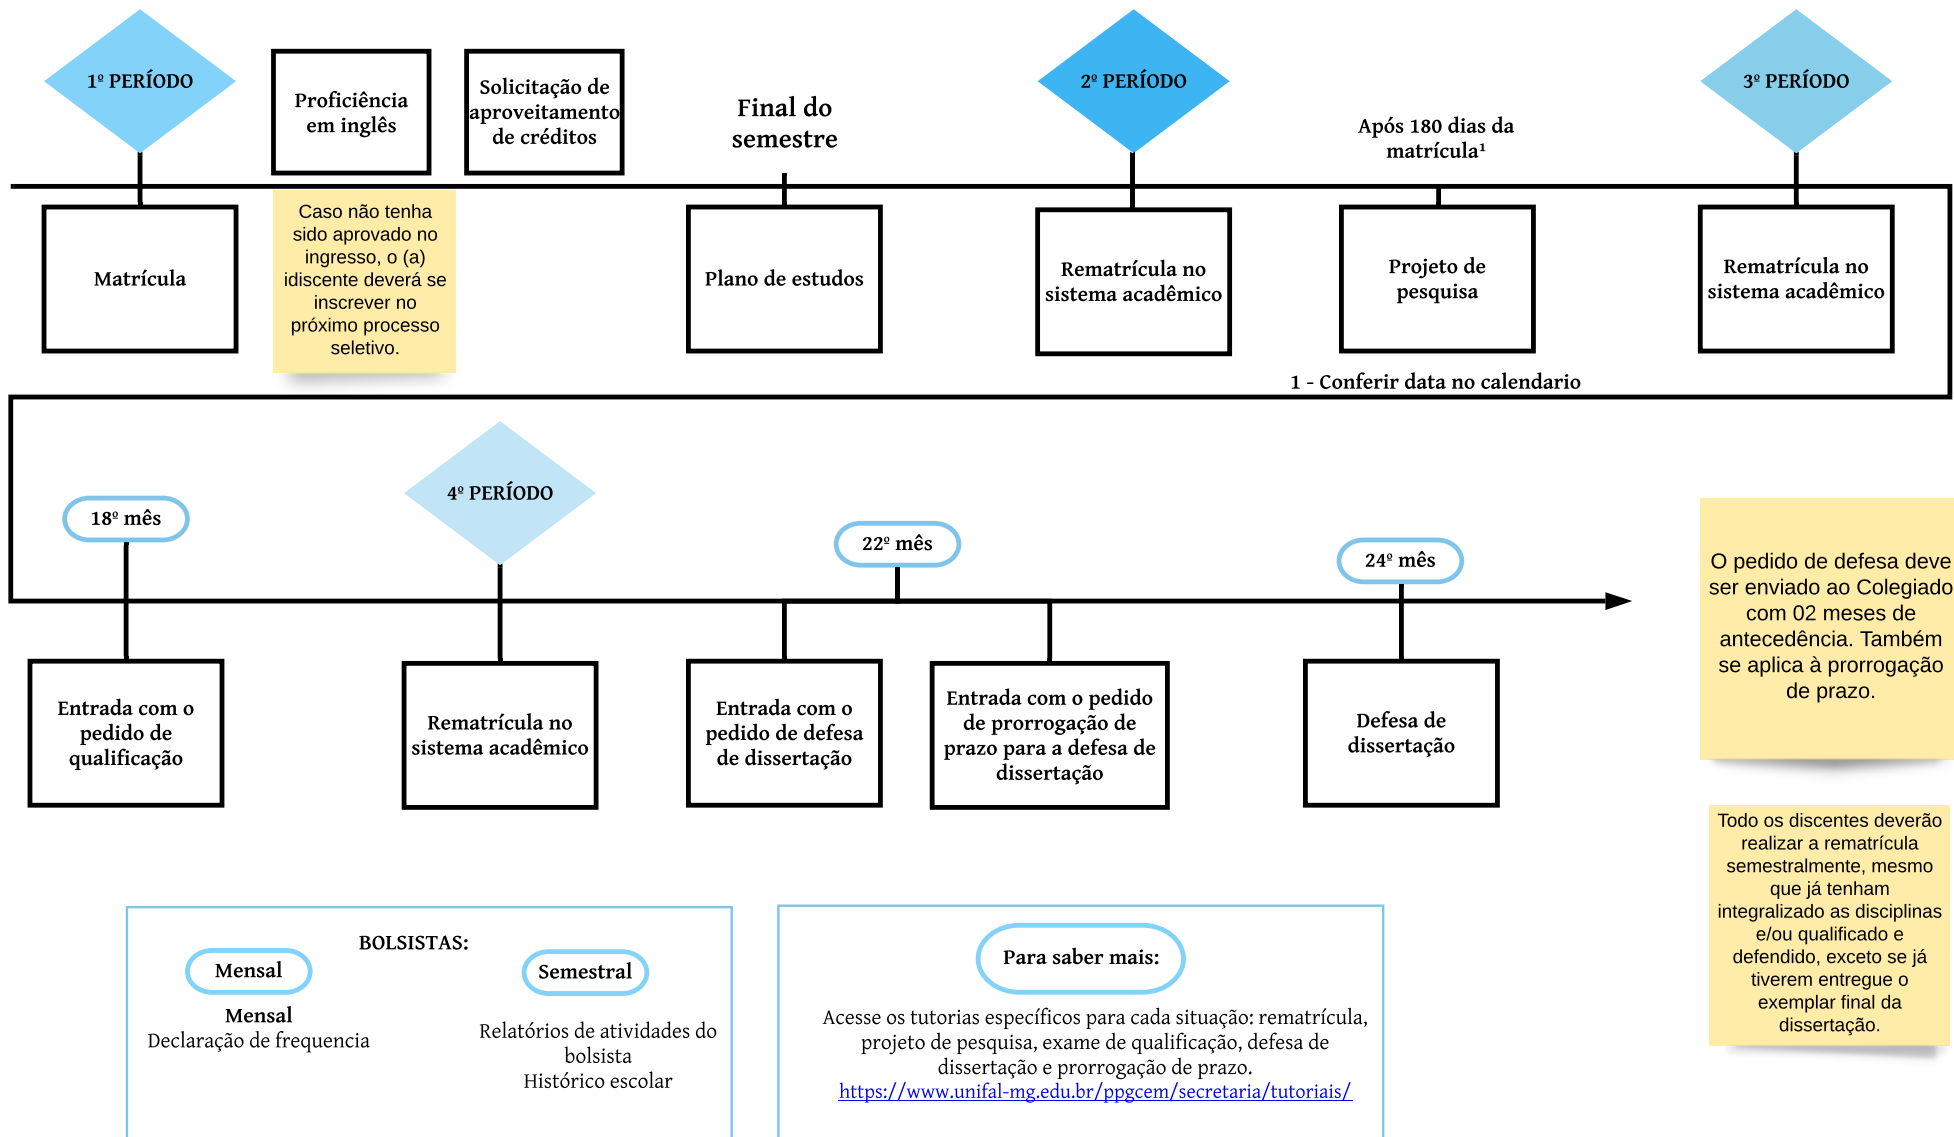 1º PERÍODO
Proficiência
em inglês
Solicitação de
aproveitamento
de créditos
Final do
semestre
2º PERÍODO
Após 180 dias da
matrícula¹
3º PERÍODO
Matrícula
Caso não tenha
sido aprovado no
ingresso, o (a)
idiscente deverá se
inscrever no
próximo processo
seletivo.
Plano de estudos
Rematrícula no
sistema acadêmico
Projeto de
pesquisa
Rematrícula no
sistema acadêmico
1 - Conferir data no calendario
18º mês
4º PERÍODO
22º mês
24º mês
Entrada com o
pedido de
qualificação
Rematrícula no
sistema acadêmico
Entrada com o
pedido de defesa
de dissertação
Entrada com o pedido
de prorrogação de
prazo para a defesa de
dissertação
Defesa de
dissertação
O pedido de defesa deve
ser enviado ao Colegiado
com 02 meses de
antecedência. Também
se aplica à prorrogação
de prazo.
Todo os discentes deverão
realizar a rematrícula
semestralmente, mesmo
que já tenham
integralizado as disciplinas
e/ou qualificado e
defendido, exceto se já
tiverem entregue o
exemplar final da
dissertação.
BOLSISTAS:
Mensal
Mensal
Declaração de frequencia
Semestral
Relatórios de atividades do
bolsista
Histórico escolar
Para saber mais:
Acesse os tutorias específicos para cada situação: rematrícula,
projeto de pesquisa, exame de qualificação, defesa de
dissertação e prorrogação de prazo.
https://www.unifal-mg.edu.br/ppgcem/secretaria/tutoriais/